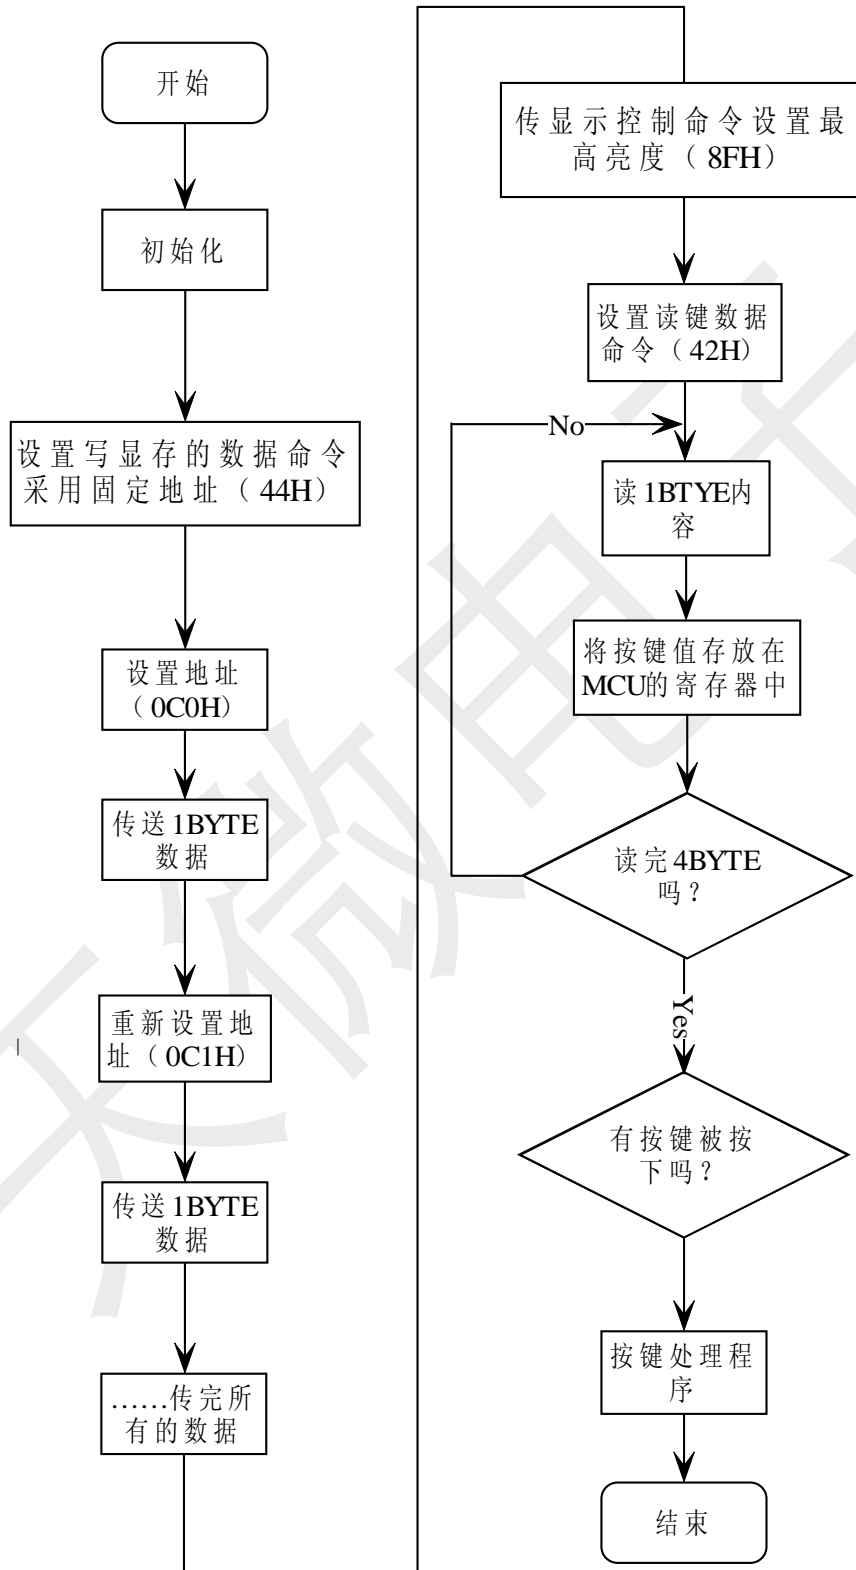 开始
初始化
设置写显存的数据命令
采用固定地址（44H）
设置地址
（0C0H）
传送1BYTE
数据
重新设置地
址（0C1H）
传送1BYTE
数据
……传完所
有的数据
传显示控制命令设置最
高亮度（8FH）
设置读键数据
命令（42H）
No
读1BTYE内
容
将按键值存放在
MCU的寄存器中
读完4BYTE
吗？
Yes
有按键被按
下吗？
按键处理程
序
结束
天微电子